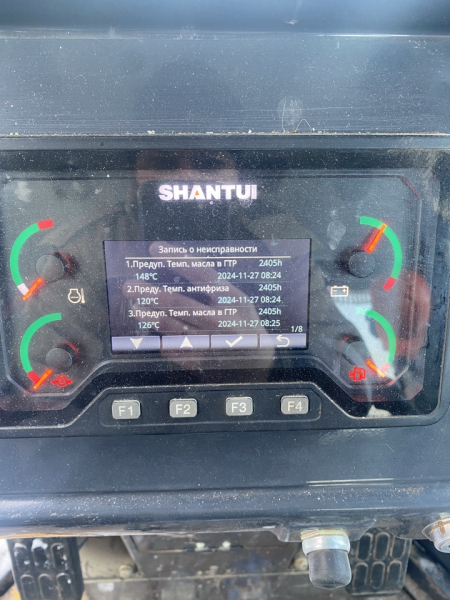 SHANTUI
Запись о неисправности
1.Предуп. Темп. масла в ГТР 2405h
148℃ 2024-11-27 08:24
2.Предуп. Темп. антифриза 2405h
120℃ 2024-11-27 08:24
3.Предуп. Темп. масла в ГТР 2405h
126℃ 2024-11-27 08:25
1/8
F1 F2 F3 F4